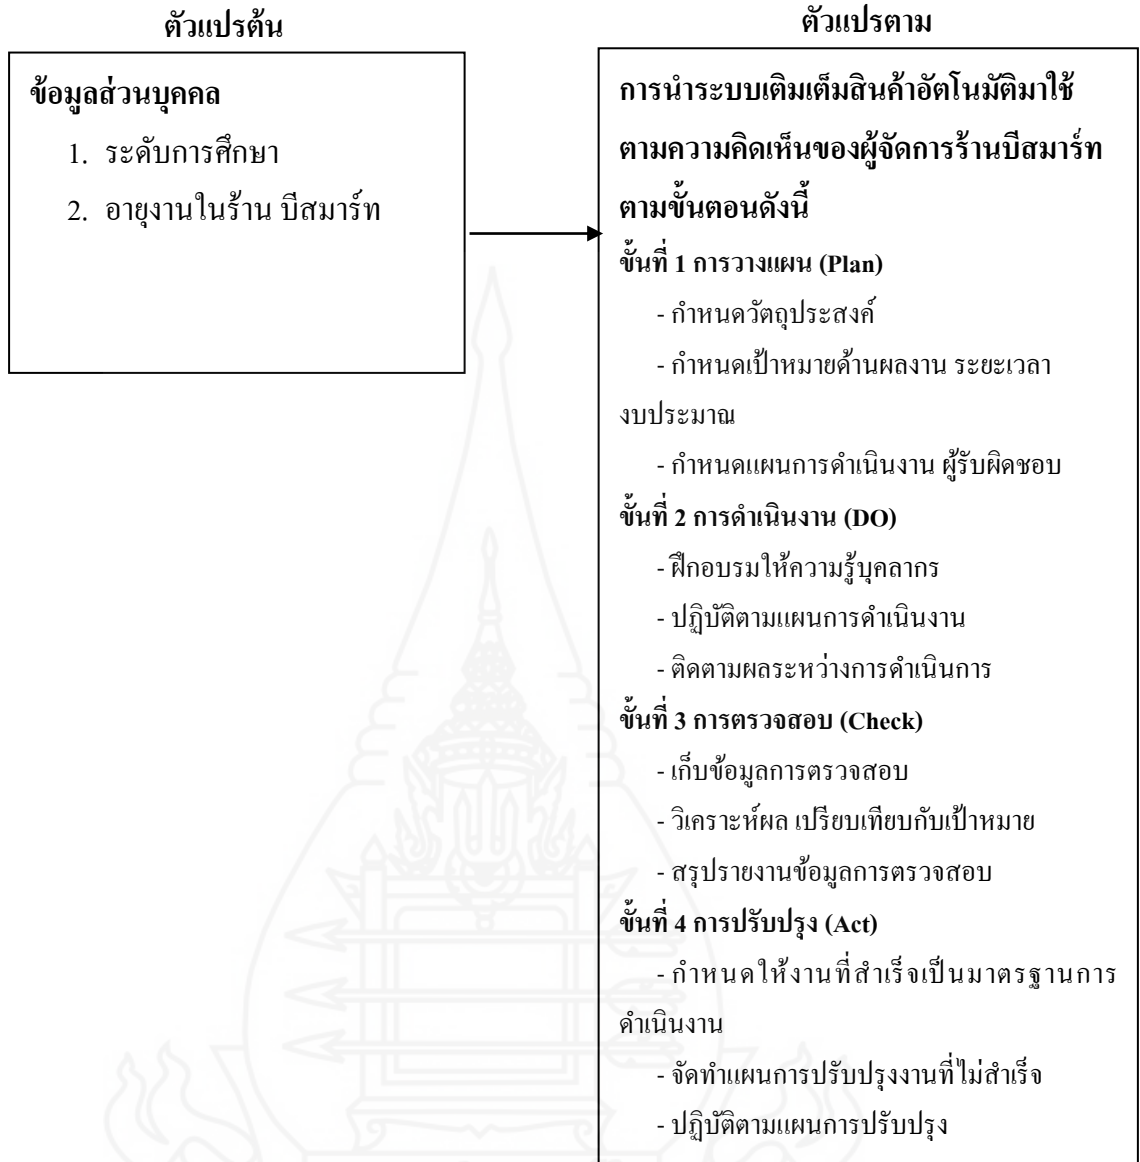 ตัวแปรต้น
ข้อมูลส่วนบุคคล
1. ระดับการศึกษา
2. อายุงานในร้าน บีสมาร์ท
ตัวแปรตาม
การนำระบบเติมเต็มสินค้าอัตโนมัติมาใช้
ตามความคิดเห็นของผู้จัดการร้านบีสมาร์ท
ตามขั้นตอนดังนี้
ขั้นที่ 1 การวางแผน (Plan)
- กำหนดวัตถุประสงค์
- กำหนดเป้าหมายด้านผลงาน ระยะเวลา
งบประมาณ
- กำหนดแผนการดำเนินงาน ผู้รับผิดชอบ
ขั้นที่ 2 การดำเนินงาน (DO)
- ฝึกอบรมให้ความรู้บุคลากร
- ปฏิบัติตามแผนการดำเนินงาน
- ติดตามผลระหว่างการดำเนินการ
ขั้นที่ 3 การตรวจสอบ (Check)
- เก็บข้อมูลการตรวจสอบ
- วิเคราะห์ผล เปรียบเทียบกับเป้าหมาย
- สรุปรายงานข้อมูลการตรวจสอบ
ขั้นที่ 4 การปรับปรุง (Act)
- กำหนดให้งานที่สำเร็จเป็นมาตรฐานการ
ดำเนินงาน
- จัดทำแผนการปรับปรุงงานที่ไม่สำเร็จ
- ปฏิบัติตามแผนการปรับปรุง